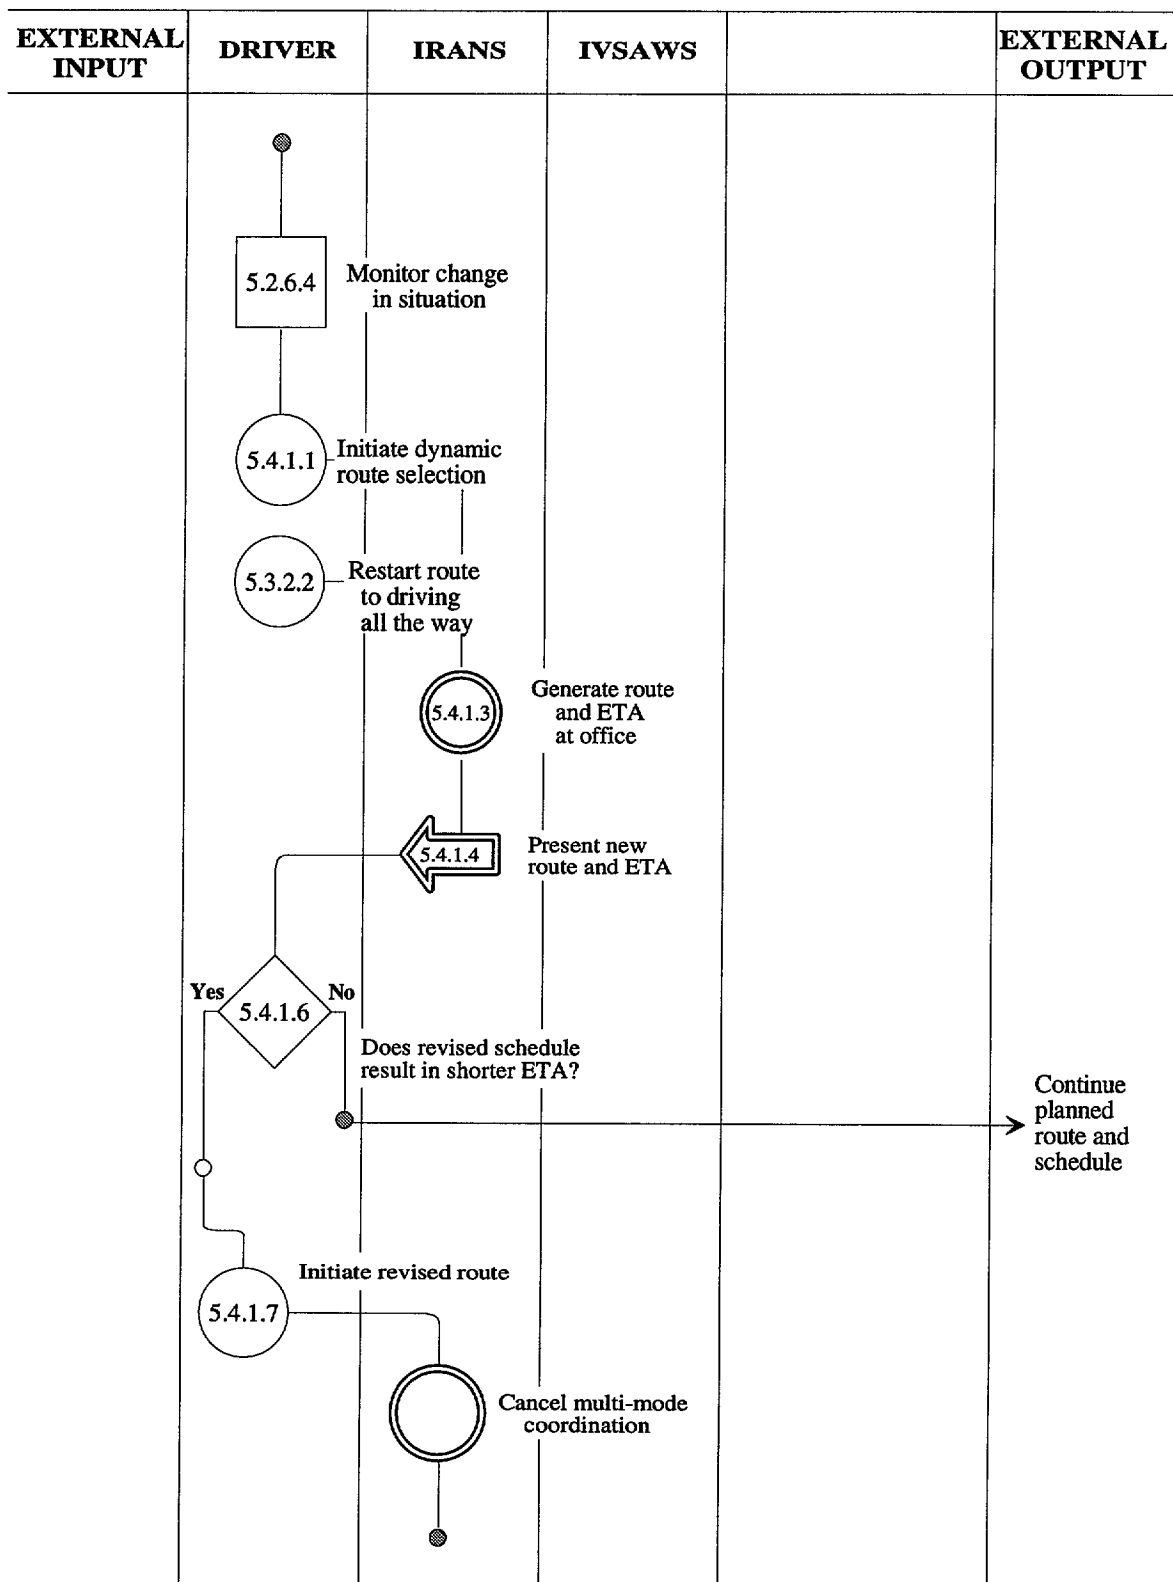 EXTERNAL INPUT
DRIVER
IRANS
IVSAWS
EXTERNAL OUTPUT
5.2.6.4
Monitor change
in situation
5.4.1.1
Initiate dynamic
route selection
5.3.2.2
Restart route
to driving
all the way
5.4.1.3
Generate route
and ETA
at office
5.4.1.4
Present new
route and ETA
Yes
5.4.1.6
No
Does revised schedule
result in shorter ETA?
Continue
planned
route and
schedule
Initiate revised route
5.4.1.7
Cancel multi-mode
coordination